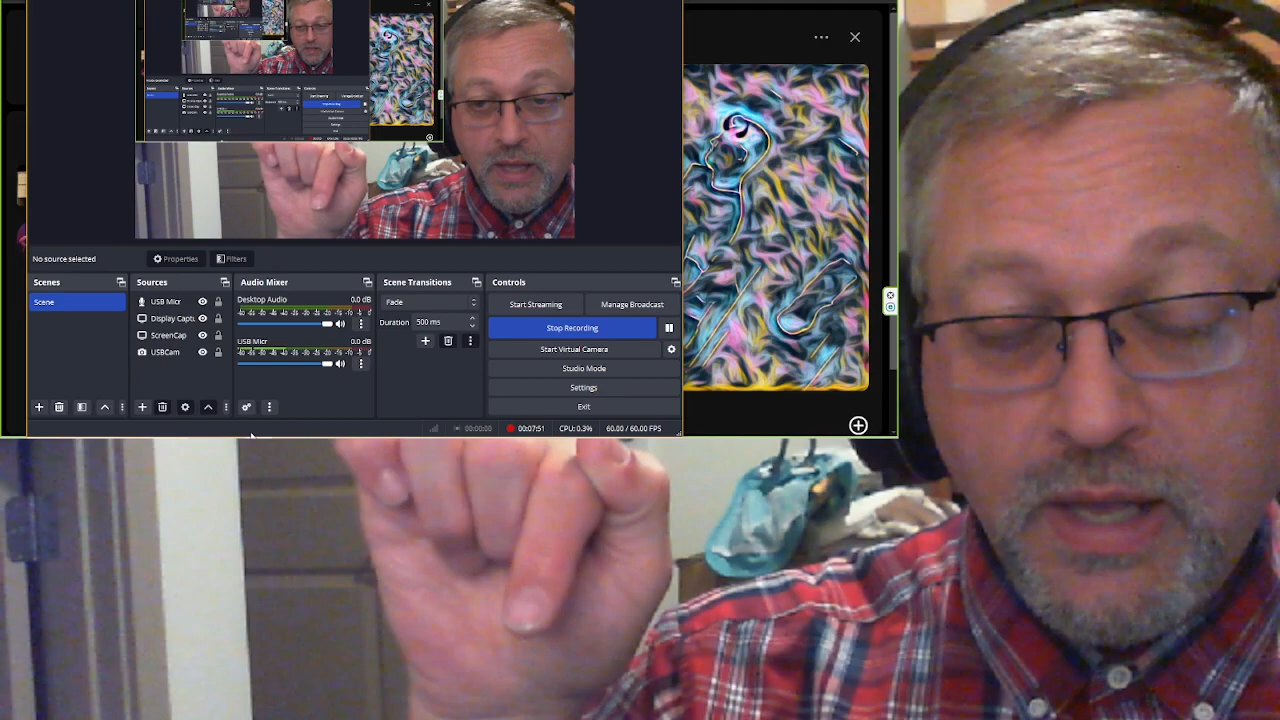 No source selected
Properties
Filters
Scenes
Sources
Audio Mixer
Scene Transitions
Controls
Scene
USB Micr
Display Captu
ScreenCap
USBCam
Desktop Audio 0.0 dB
USB Micr 0.0 dB
Fade
Duration 500 ms
Start Streaming
Manage Broadcast
Stop Recording
Start Virtual Camera
Studio Mode
Settings
Exit
00:00:00
00:07:51
CPU: 0.3%
60.00 / 60.00 FPS